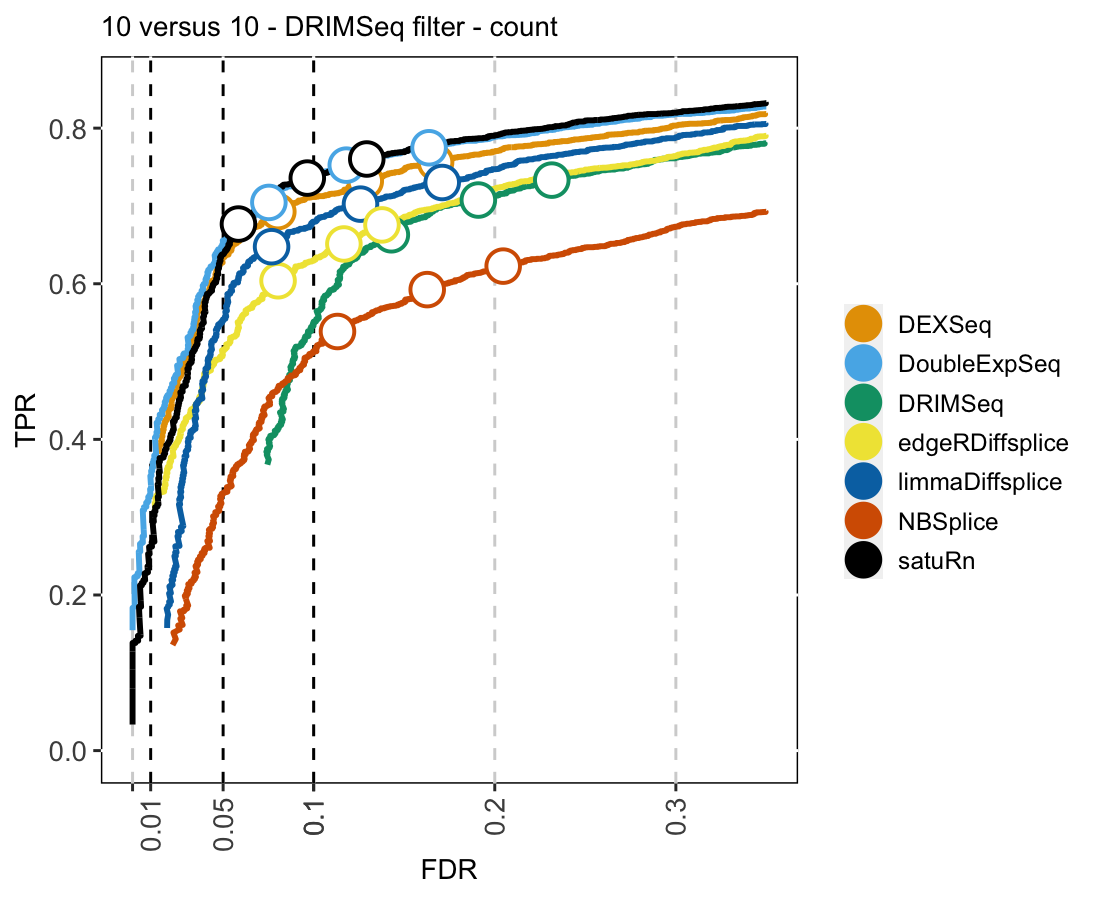 10 versus 10 - DRIMSeq filter - count
TPR
0.8
0.6
0.4
0.2
0.0
0.01
0.05
0.1
0.2
0.3
FDR
DEXSeq
DoubleExpSeq
DRIMSeq
edgeRDiffsplice
limmaDiffsplice
NBSplice
satuRn